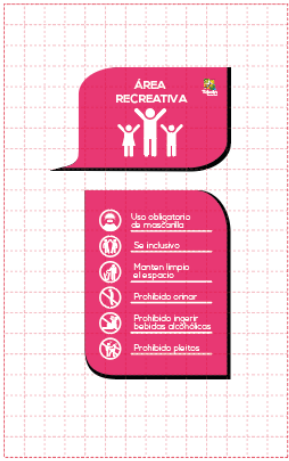 ÁREA
RECREATIVA
Uso obligatorio
de mascarilla
Se inclusivo
Manten limpio
el espacio
Prohibido orinar
Prohibido ingerir
bebidas alcohólicas
Prohibido pleitos